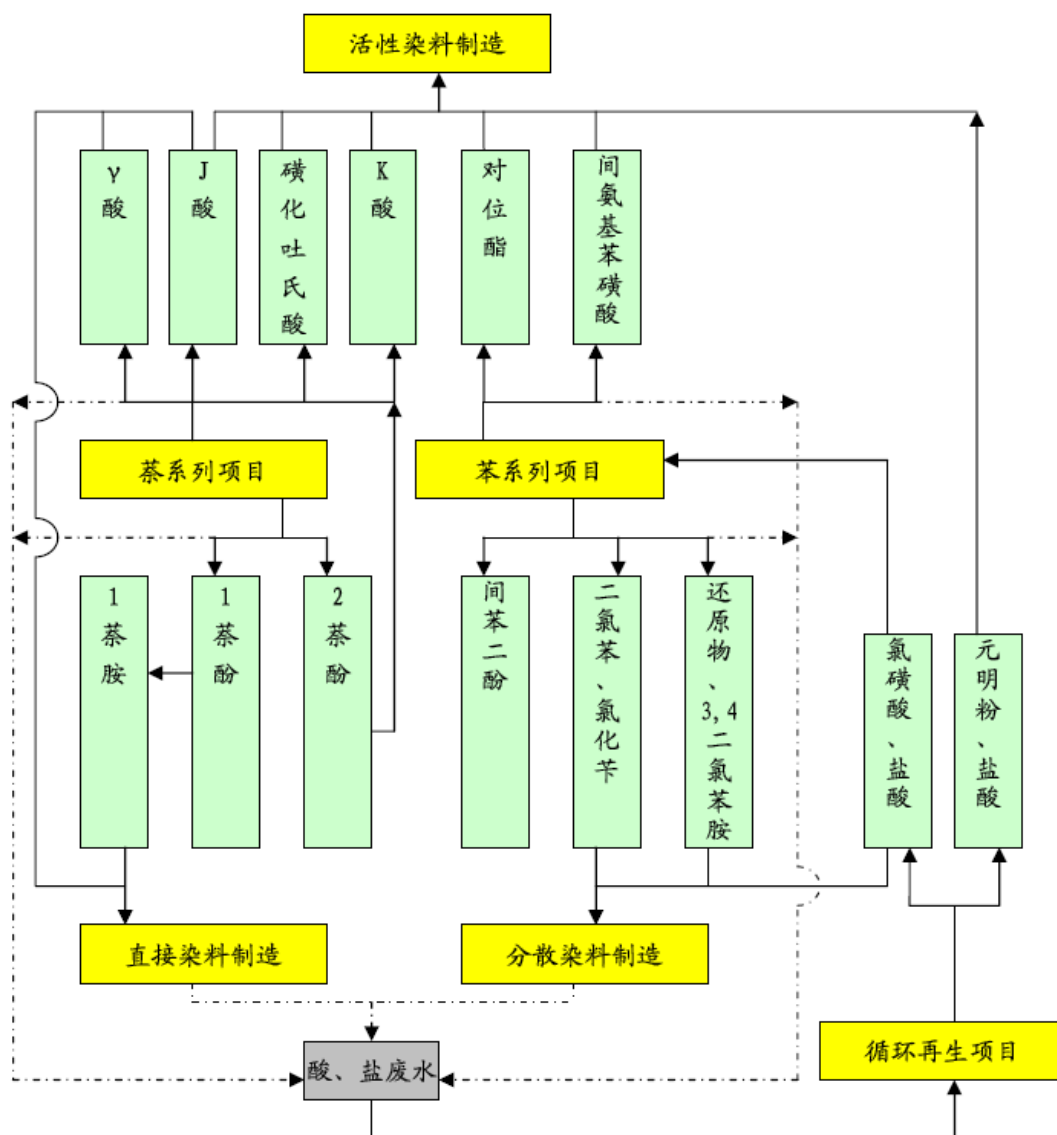 活性染料制造
γ酸
J酸
磺化吐氏酸
K酸
对位酯
间氨基苯磺酸
萘系列项目
苯系列项目
1萘胺
1萘酚
2萘酚
间苯二酚
二氯苯、氯化苄
还原物、3,4二氯苯胺
氯磺酸、盐酸
元明粉、盐酸
直接染料制造
分散染料制造
循环再生项目
酸、盐废水